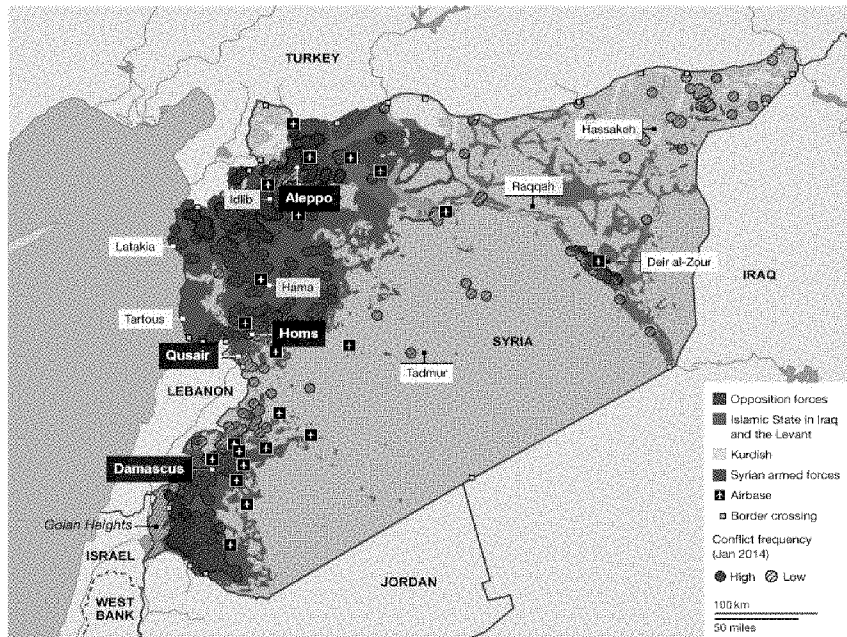 TURKEY
Hassakeh
Idlib
Aleppo
Raqqah
Latakia
Deir al-Zour
IRAQ
Hama
Tartous
Homs
SYRIA
Qusair
Tadmur
LEBANON
Opposition forces
Islamic State in Iraq
and the Levant
Kurdish
Syrian armed forces
Airbase
Border crossing
Conflict frequency
(Jan 2014)
High
Low
100 km
50 miles
Damascus
Golan Heights
ISRAEL
JORDAN
WEST
BANK